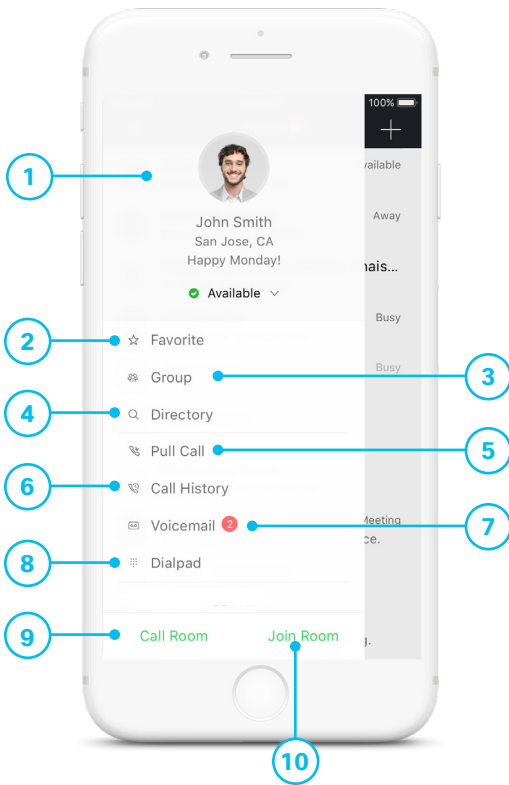 100%
vailable
1
John Smith
Away
San Jose, CA
Happy Monday!
nais...
Available
Busy
2
Favorite
Busy
Group
3
4
Directory
Pull Call
5
6
Call History
Meeting
Voicemail 2
7
ce.
8
Dialpad
9
Call Room
Join Room
g.
10